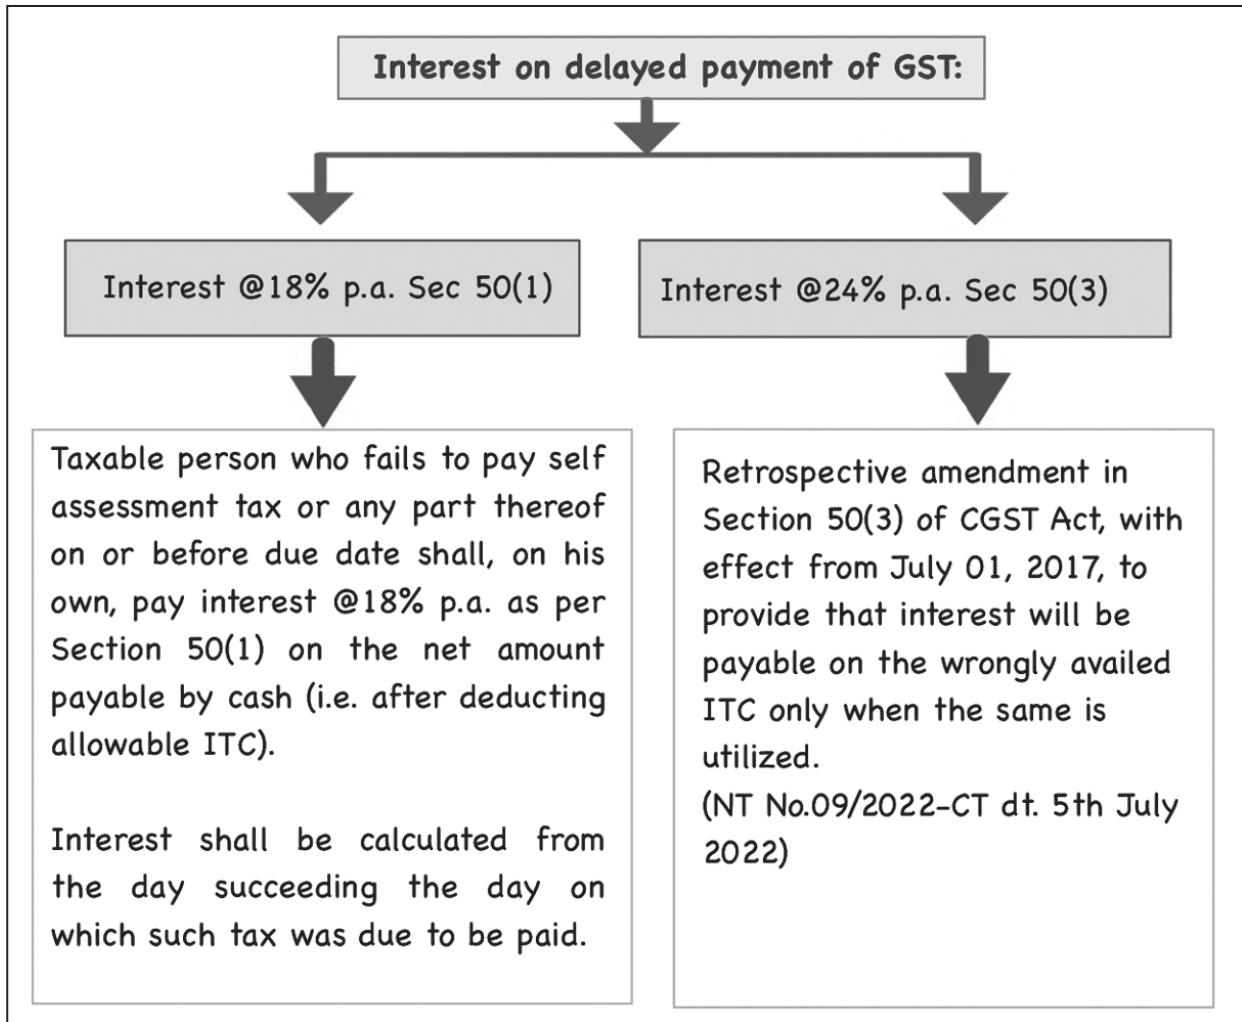 Interest on delayed payment of GST:
Interest @18% p.a. Sec 50(1)
Interest @24% p.a. Sec 50(3)
Taxable person who fails to pay self
assessment tax or any part thereof
on or before due date shall, on his
own, pay interest @18% p.a. as per
Section 50(1) on the net amount
payable by cash (i.e. after deducting
allowable ITC).
Interest shall be calculated from
the day succeeding the day on
which such tax was due to be paid.
Retrospective amendment in
Section 50(3) of CGST Act, with
effect from July 01, 2017, to
provide that interest will be
payable on the wrongly availed
ITC only when the same is
utilized.
(NT No.09/2022-CT dt. 5th July
2022)